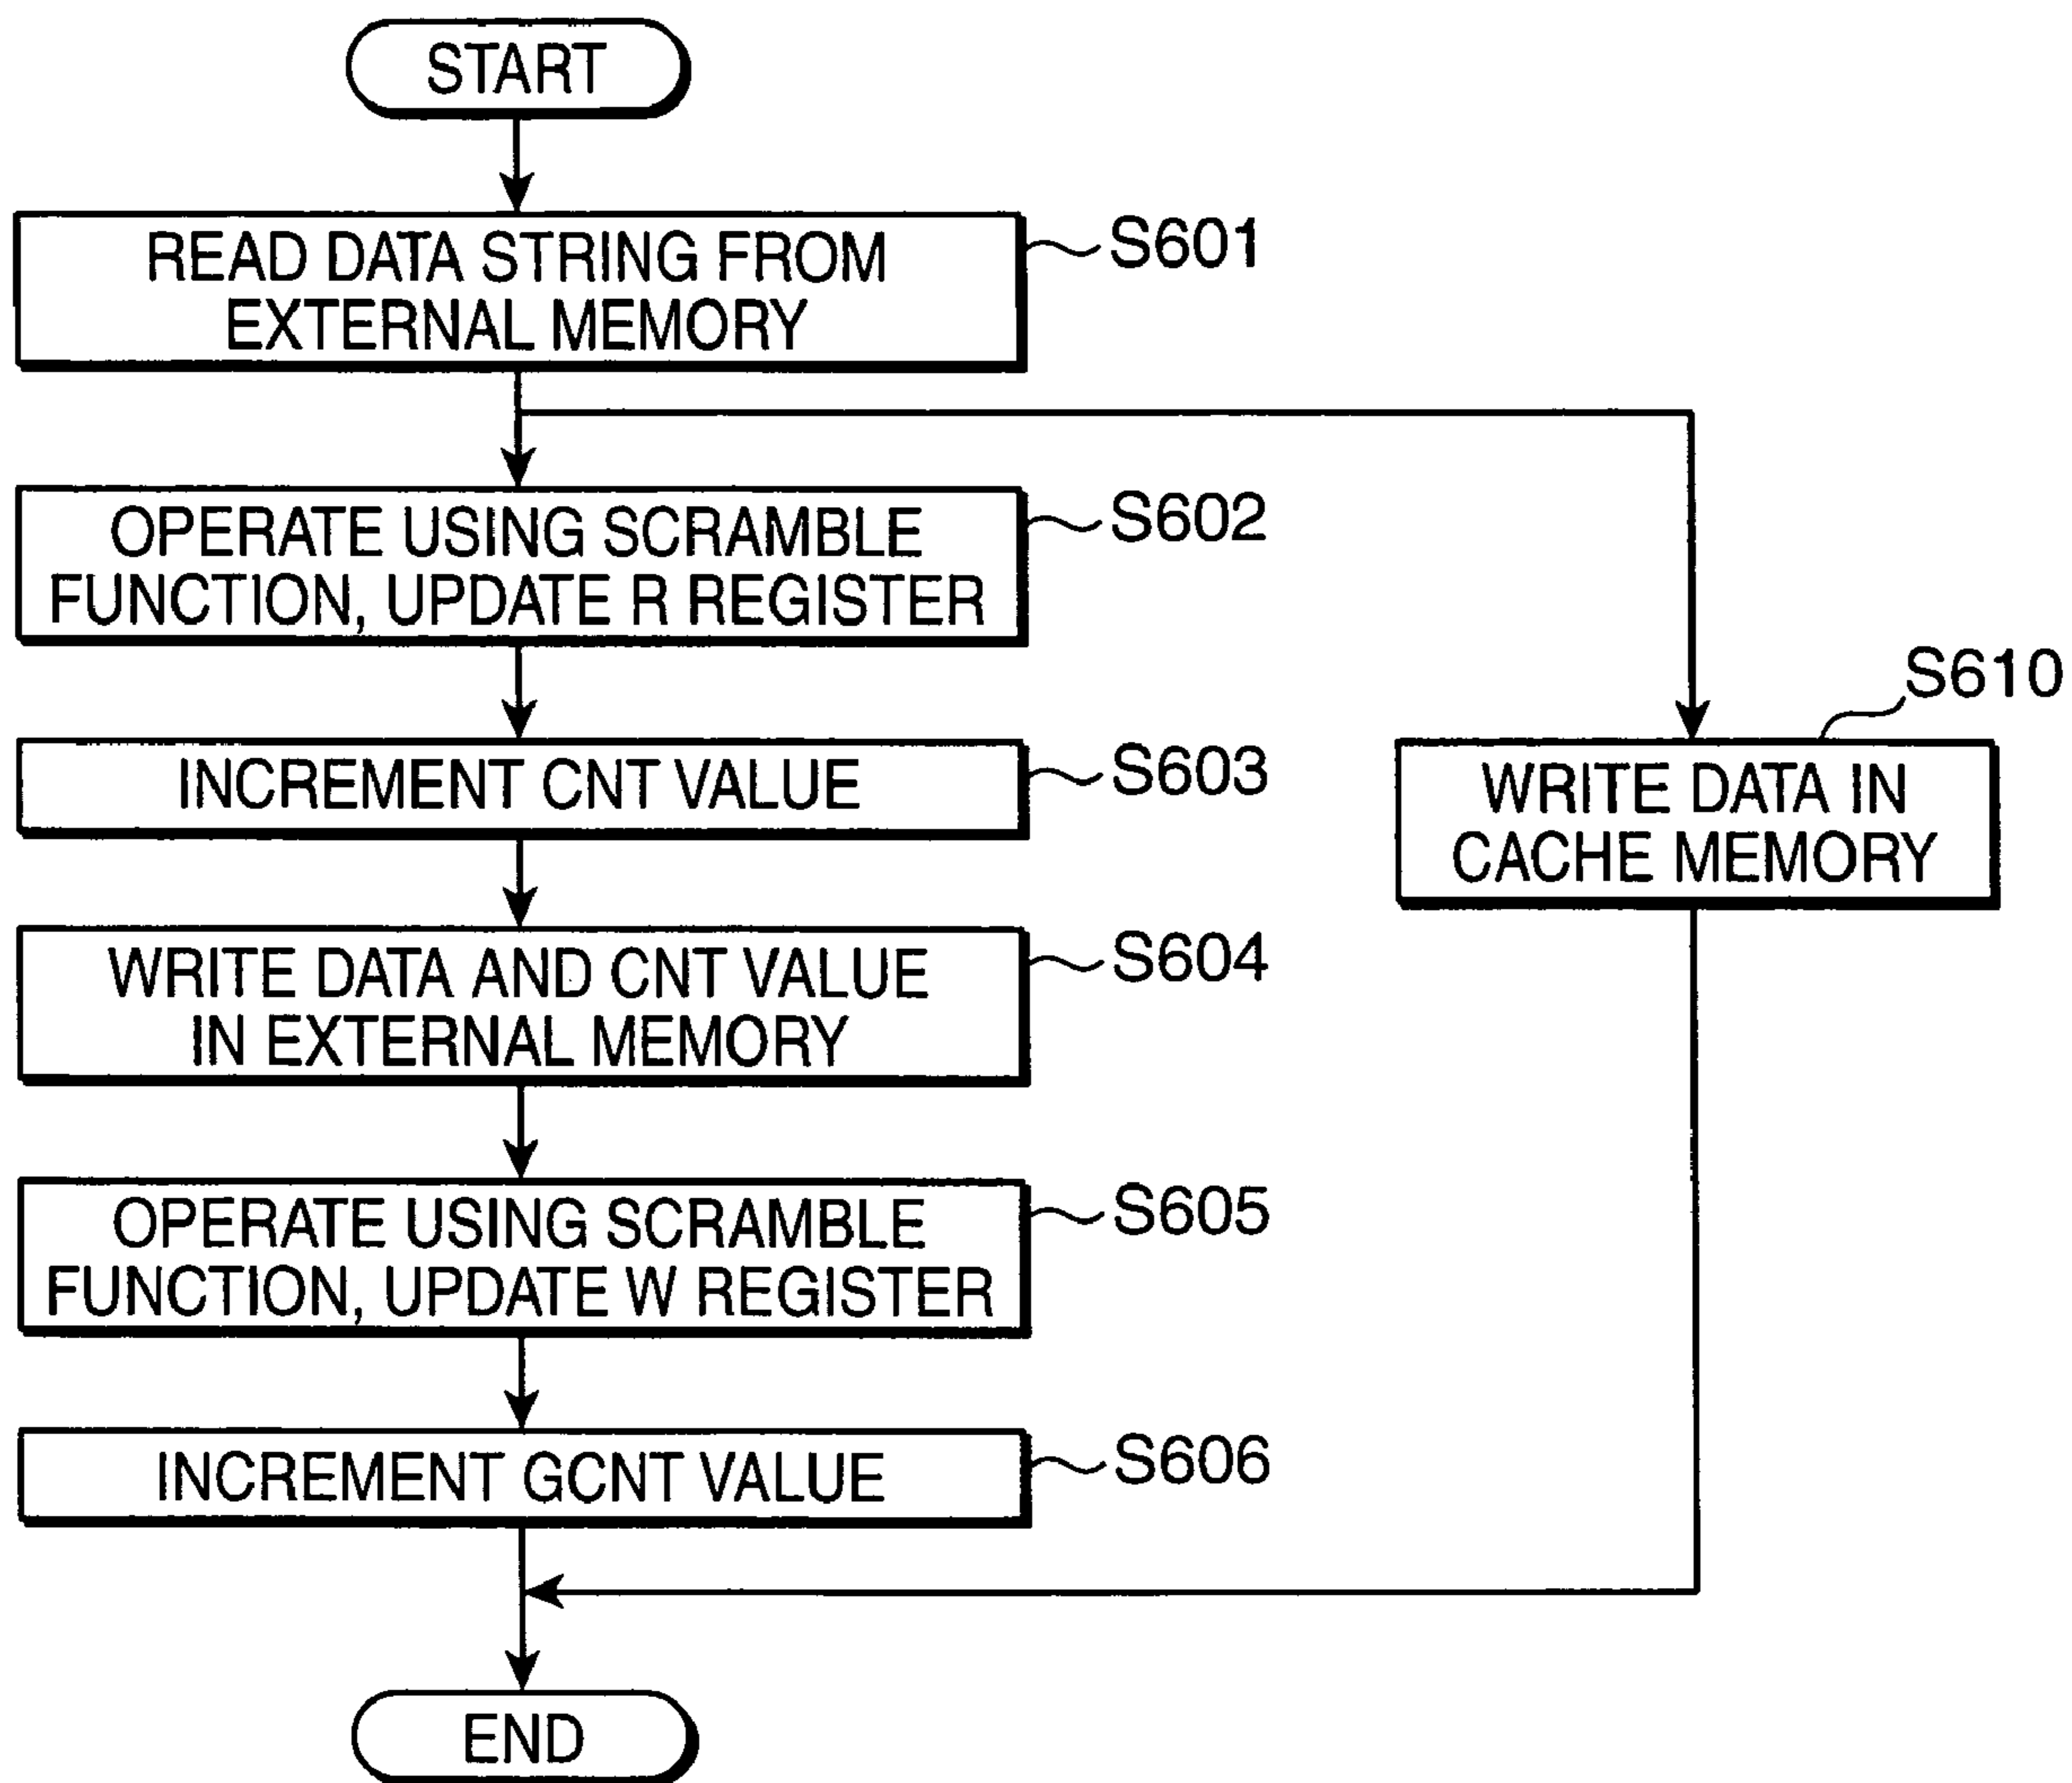 START
READ DATA STRING FROM
EXTERNAL MEMORY
S601
OPERATE USING SCRAMBLE
FUNCTION, UPDATE R REGISTER
S602
S610
INCREMENT CNT VALUE
S603
WRITE DATA IN
CACHE MEMORY
WRITE DATA AND CNT VALUE
IN EXTERNAL MEMORY
S604
OPERATE USING SCRAMBLE
FUNCTION, UPDATE W REGISTER
S605
INCREMENT GCNT VALUE
S606
END